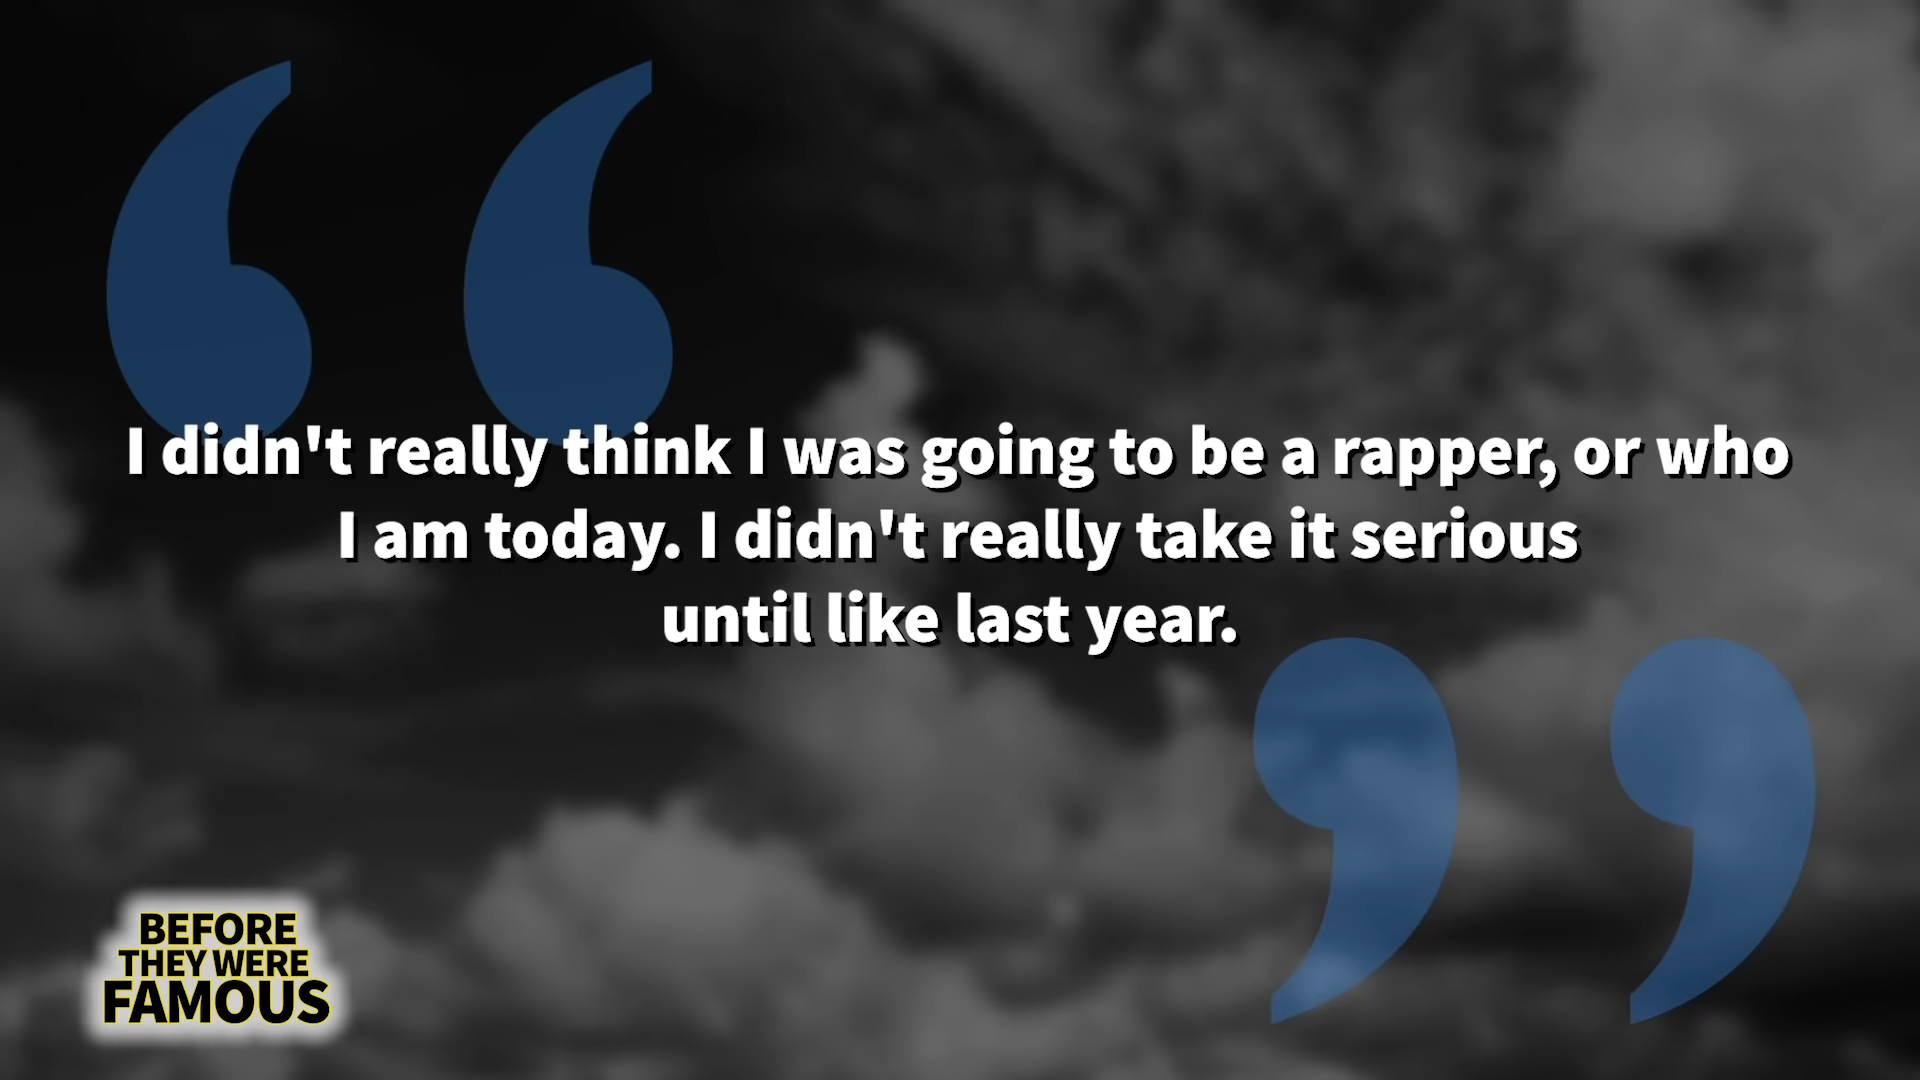 I didn't really think I was going to be a rapper, or who
I am today. I didn't really take it serious
until like last year.
BEFORE
THEY WERE
FAMOUS